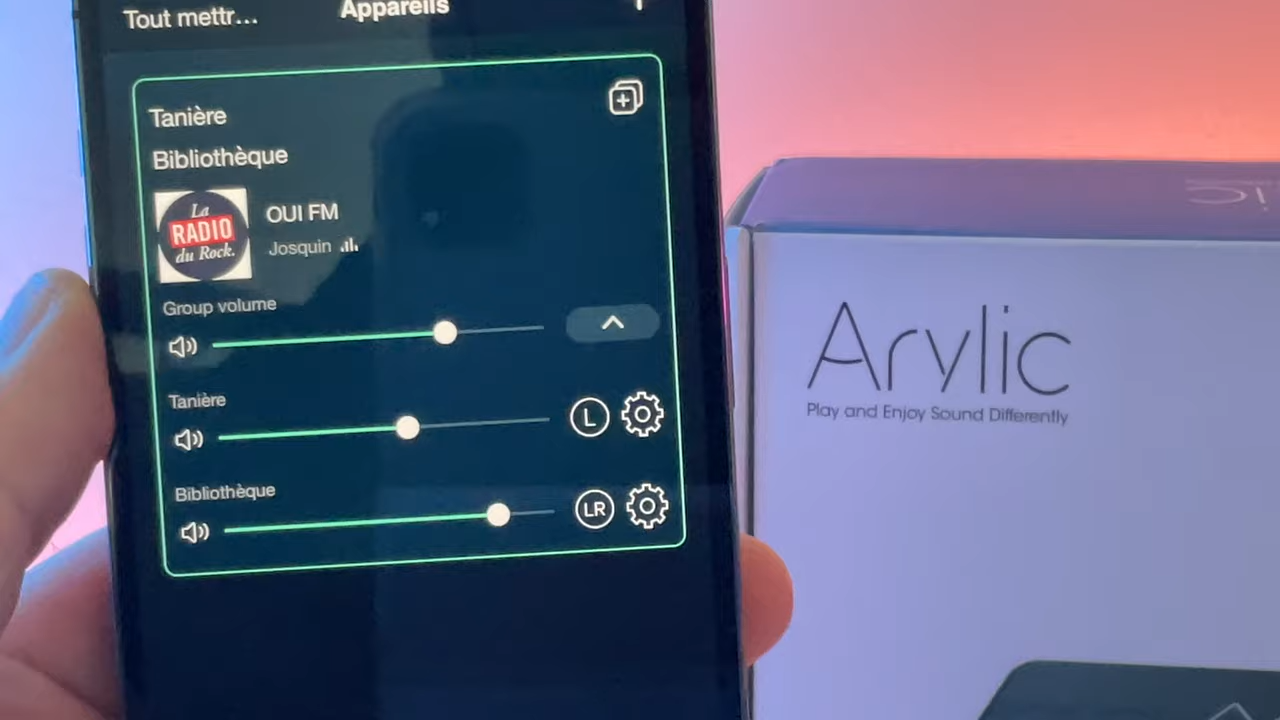 Tout mettr...
Appareils
Tanière
Bibliothèque
La
RADIO
du Rock.
OUI FM
Josquin
Group volume
Tanière
L
Bibliothèque
LR
Arylic
Play and Enjoy Sound Differently